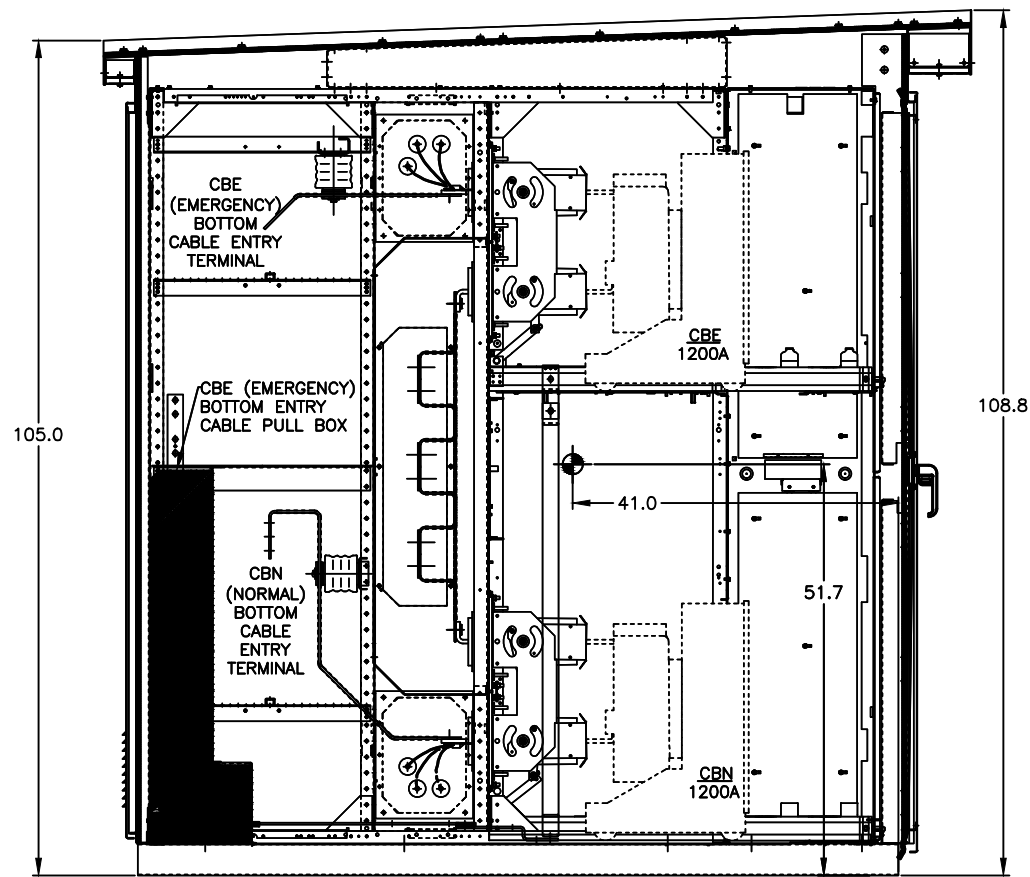 CBE
(EMERGENCY)
BOTTOM
CABLE ENTRY
TERMINAL
CBE
1200A
CBE (EMERGENCY)
BOTTOM ENTRY
CABLE PULL BOX
105.0
108.8
41.0
CBN
(NORMAL)
BOTTOM
CABLE
ENTRY
TERMINAL
51.7
CBN
1200A